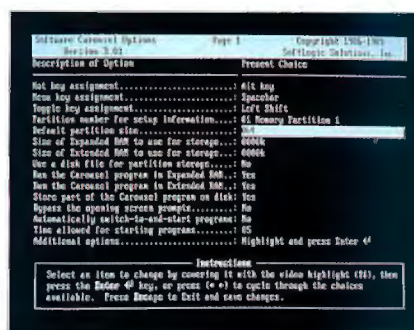 Software Carousel Options Page 1 Copyright 1986-1989
Version 3.01 SoftLogic Solutions, Inc.
Description of Option Present Choice
Hot key assignment....................: Alt key
Menu key assignment...................: Spacebar
Toggle key assignment.................: Left Shift
Partition number for setup information....: 01 Memory Partition 1
Default partition size................:
Size of Expanded RAM to use for storage...: 0000k
Size of Extended RAM to use for storage...: 0000k
Use a disk file for partition storage.....: No
Run the Carousel program in Expanded RAM..: Yes
Run the Carousel program in Extended RAM..: Yes
Store part of the Carousel program on disk: Yes
Bypass the opening screen prompts.........: No
Automatically switch-to-and-start programs: No
Time allowed for starting programs........: 05
Additional options....................: Highlight and press Enter ↵
Instructions
Select an item to change by covering it with the video highlight, then
press the Enter ↵ key, or press to cycle through the choices
available. Press Escape to Exit and save changes.